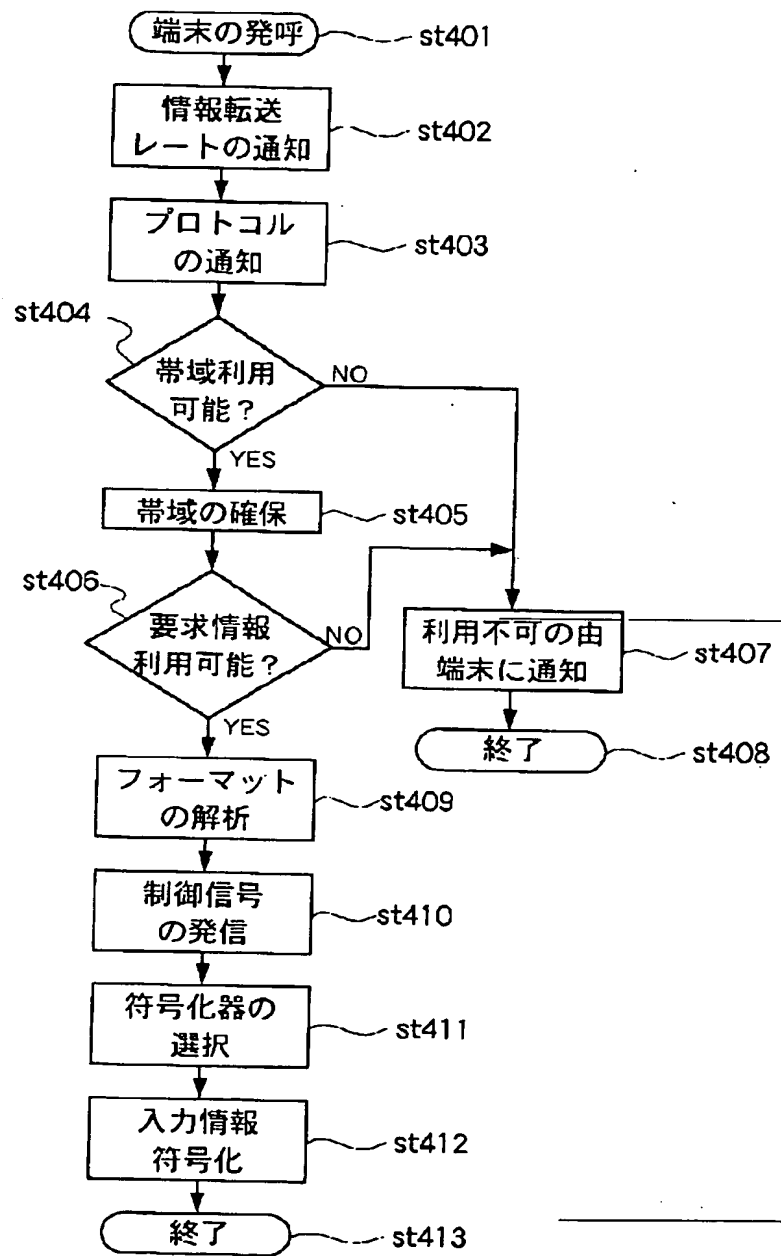 端末の発呼
st401
情報転送
レートの通知
st402
プロトコル
の通知
st403
st404
帯域利用
可能?
NO
YES
帯域の確保
st405
st406
要求情報
利用可能?
NO
YES
利用不可の由
端末に通知
st407
終了
st408
フォーマット
の解析
st409
制御信号
の発信
st410
符号化器の
選択
st411
入力情報
符号化
st412
終了
st413